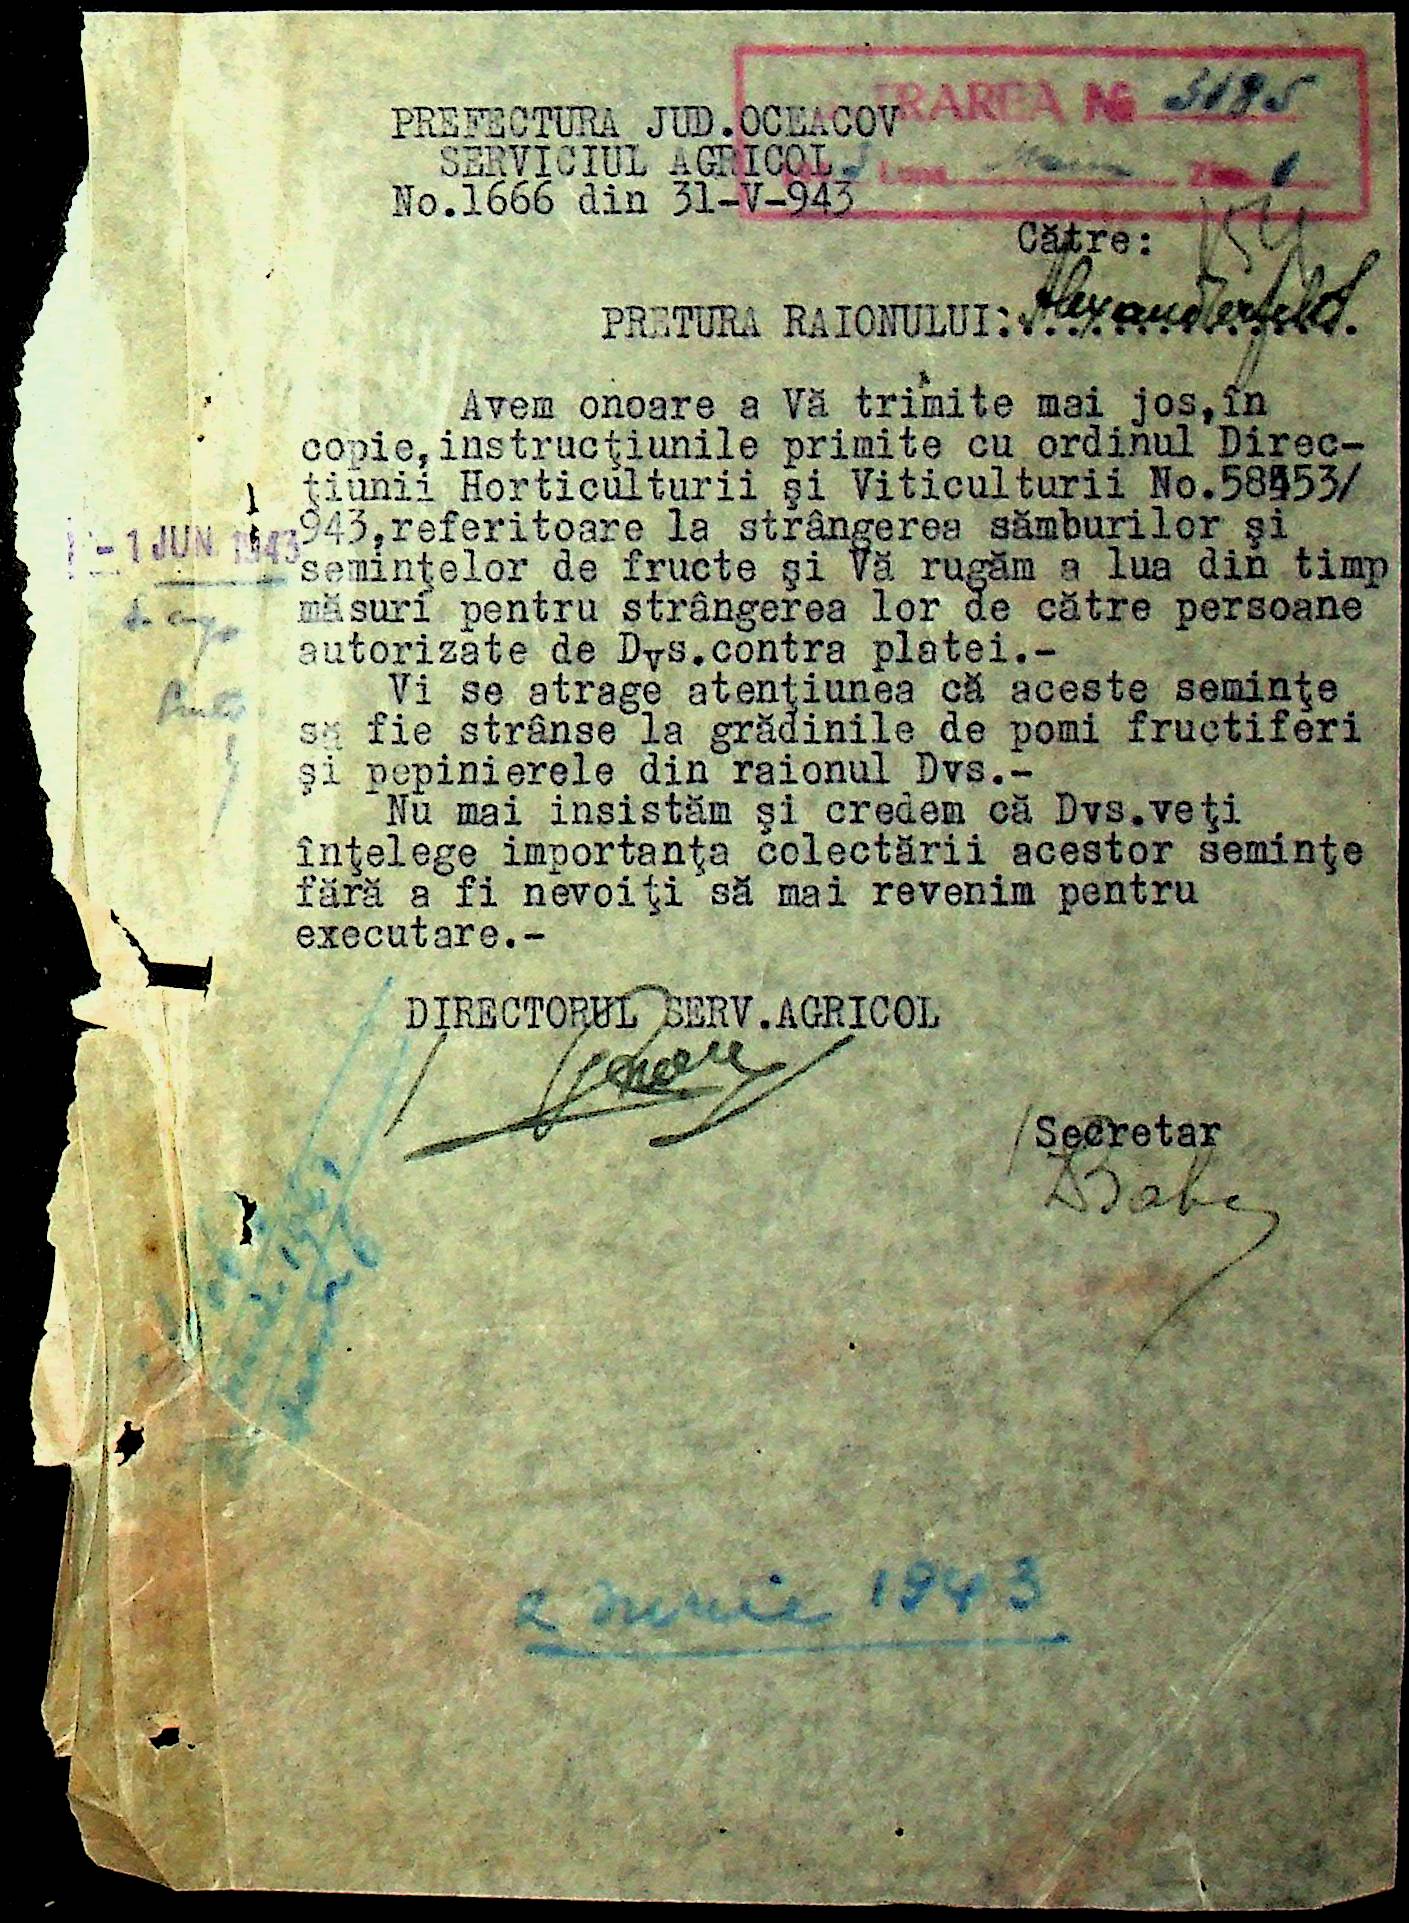 TRAREA № 3195
Luna Ziua 1
PREFECTURA JUD.OCEACOV
SERVICIUL AGRICOL
No.1666 din 31-V-943
Către:
PRETURA RAIONULUI: Alexanderfeld.
Avem onoare a Vă trimite mai jos,în
copie,instrucţiunile primite cu ordinul Direc-
ţiunii Horticulturii şi Viticulturii No.58453/
943,referitoare la strângerea sămburilor şi
seminţelor de fructe şi Vă rugăm a lua din timp
măsuri pentru strângerea lor de către persoane
autorizate de Dvs.contra platei.-
Vi se atrage atenţiunea că aceste seminţe
să fie strânse la grădinile de pomi fructiferi
şi pepinierele din raionul Dvs.-
Nu mai insistăm şi credem că Dvs.veţi
înţelege importanţa colectării acestor seminţe
fără a fi nevoiţi să mai revenim pentru
executare.-
- 1 JUN 1943
DIRECTORUL SERV.AGRICOL
Secretar
2 Iunie 1943